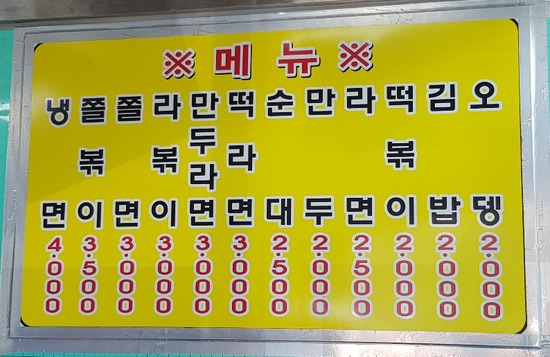 ※메뉴※
오뎅 2.000
김밥 2.000
떡볶이 2.000
라면 2.500
만두 2.000
순대 2.500
떡라면 3.000
만두라면 3.000
라볶이 3.000
쫄면 3.000
쫄볶이 3.500
냉면 4.000